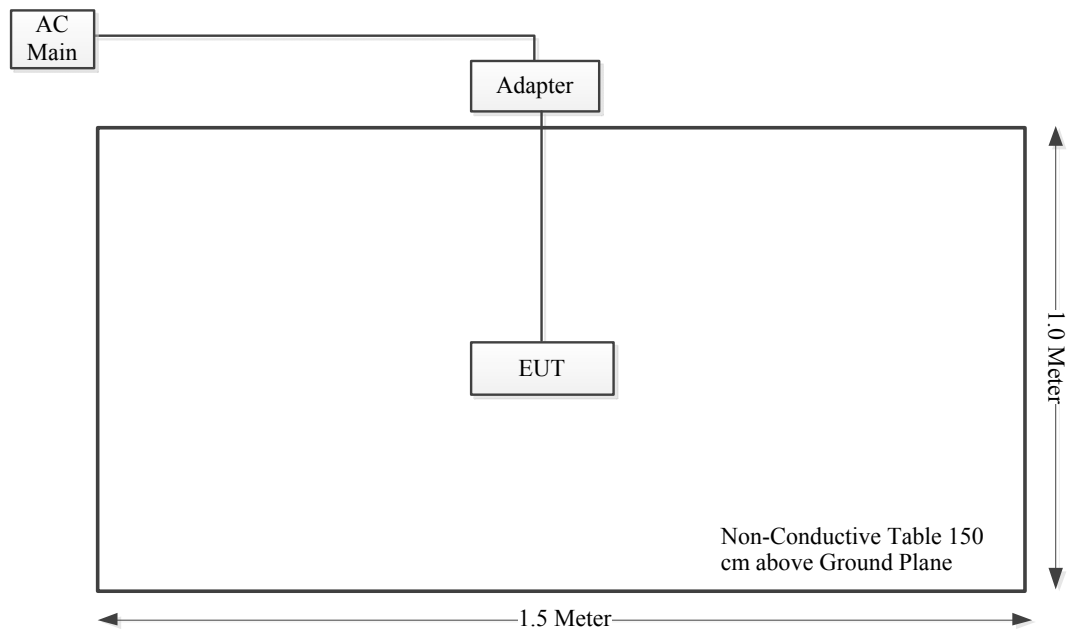 AC
Main
Adapter
EUT
1.0 Meter
Non-Conductive Table 150
cm above Ground Plane
1.5 Meter